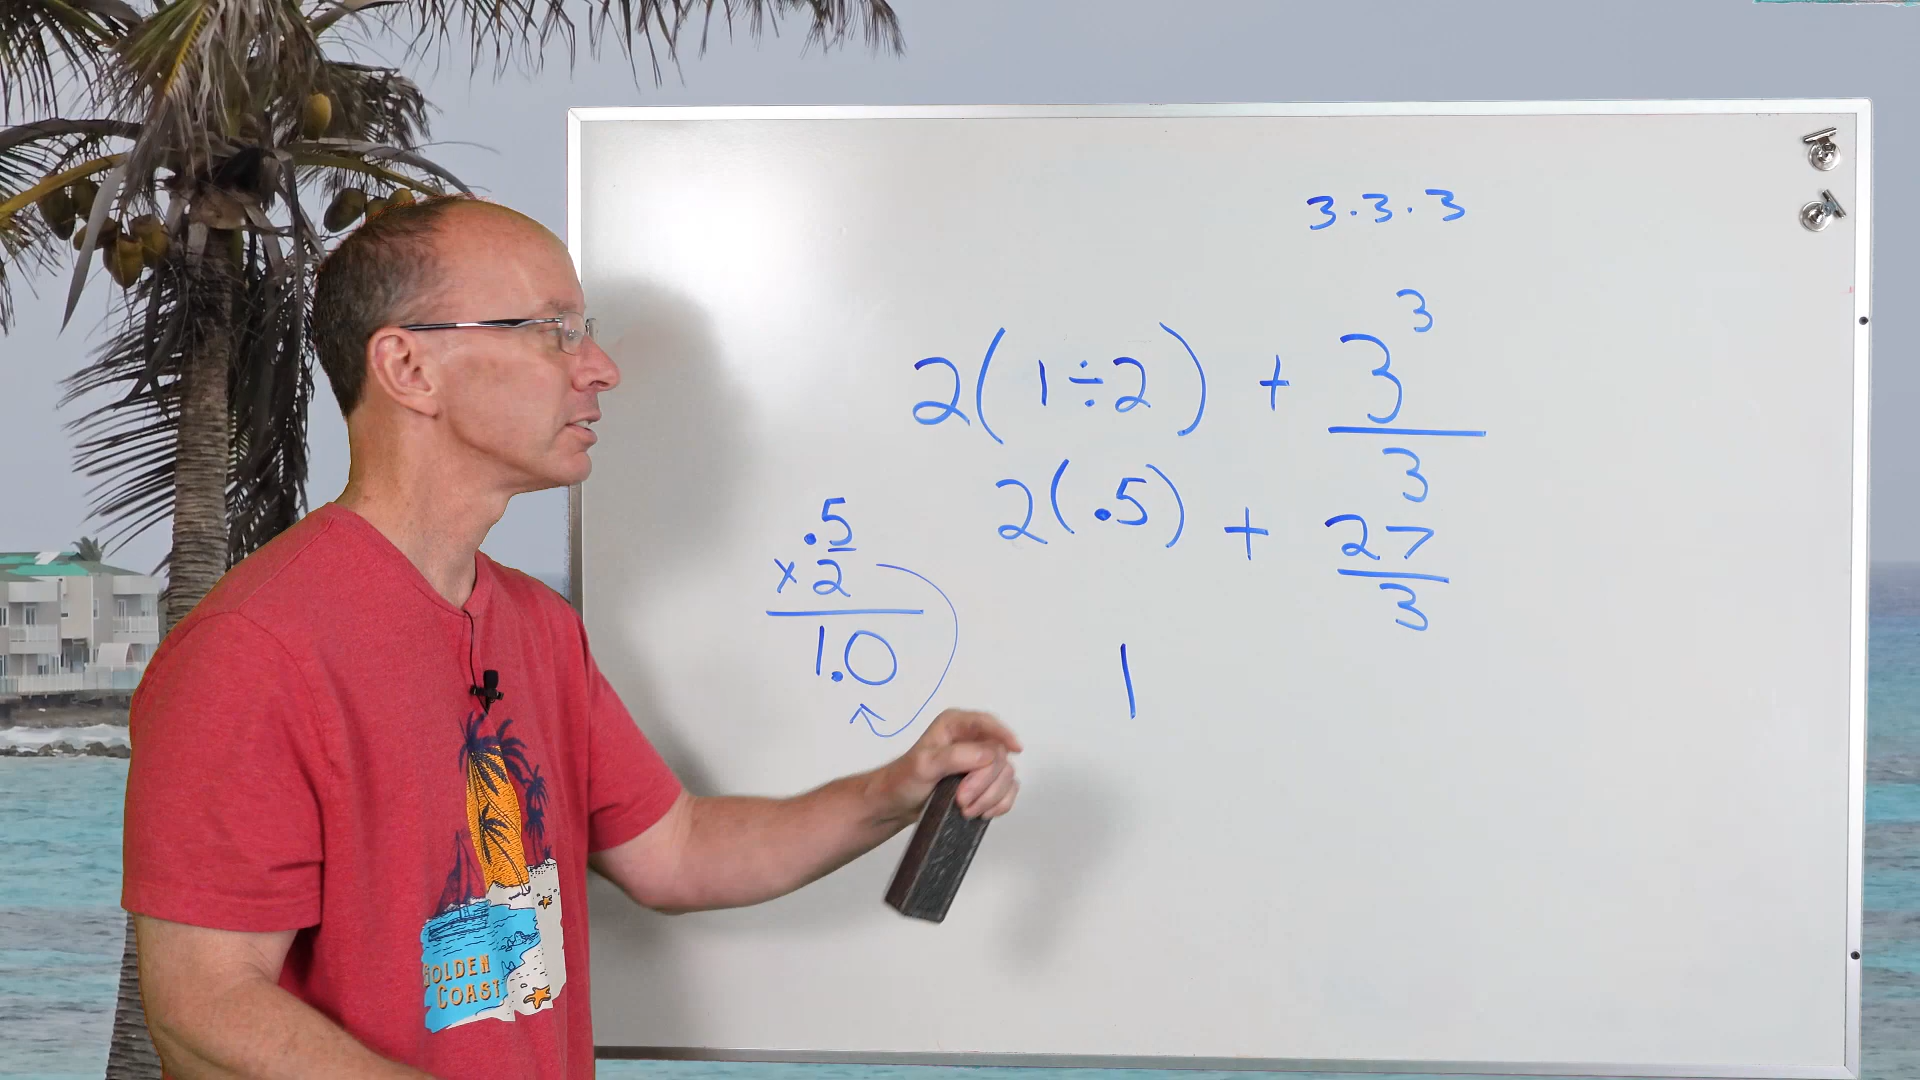 3·3·3
2(1÷2) + 3³/3
2(.5) + 27/3
.5
×2
1.0
1
GOLDEN
COAST